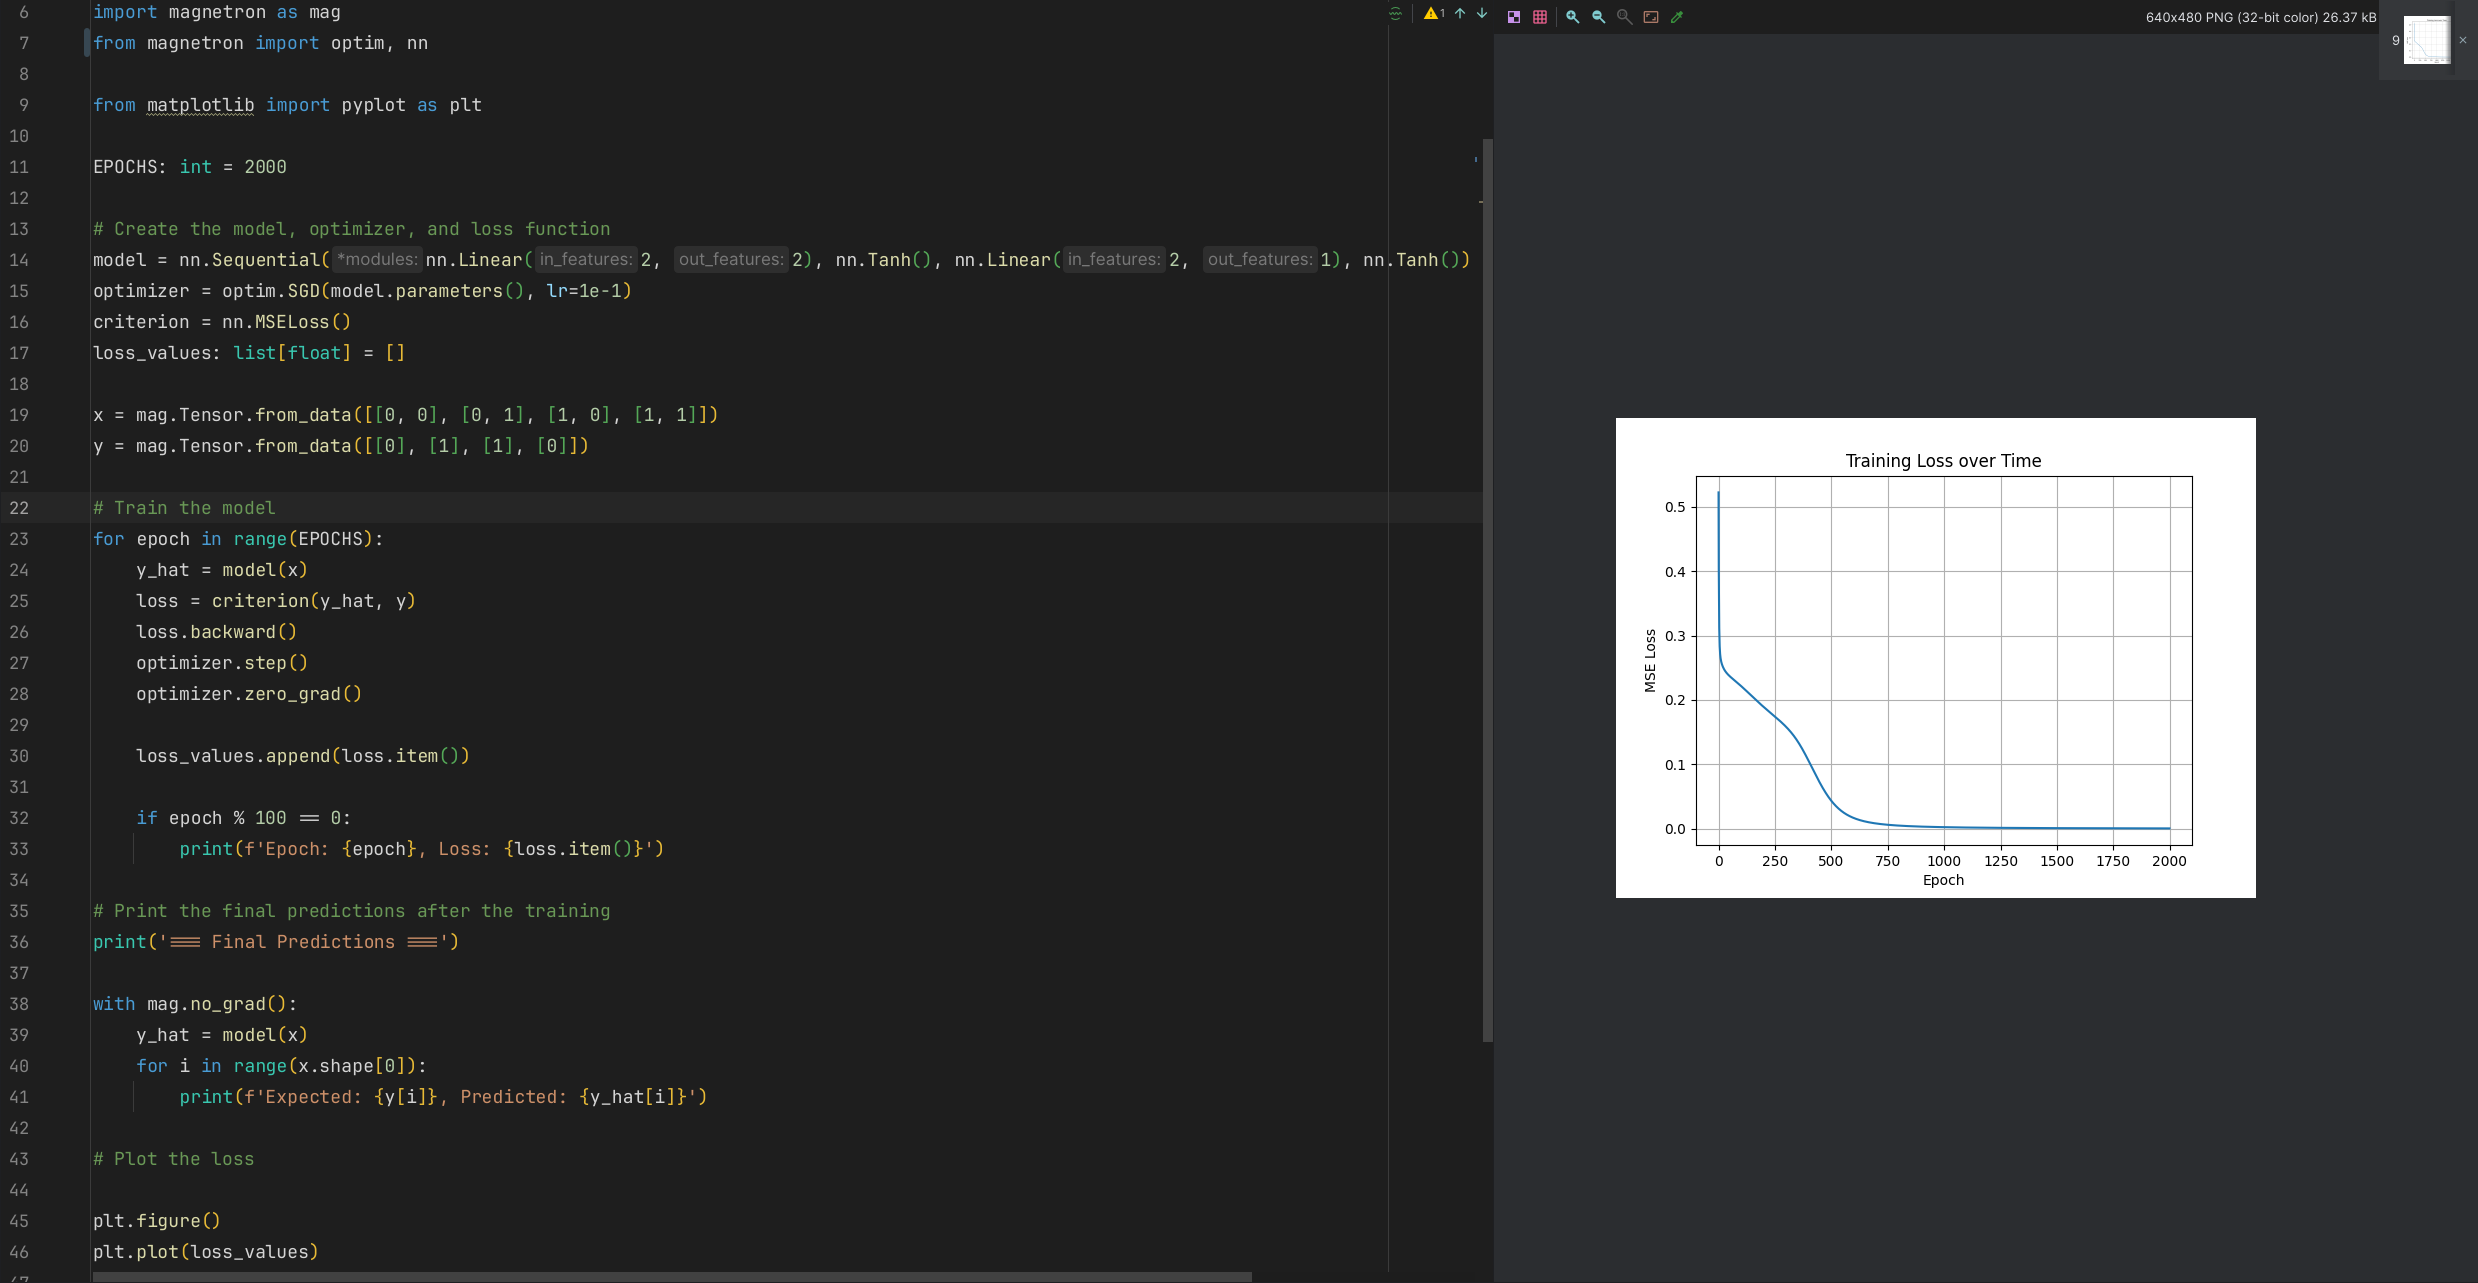 6 import magnetron as mag
7 from magnetron import optim, nn
8
9 from matplotlib import pyplot as plt
10
11 EPOCHS: int = 2000
12
13 # Create the model, optimizer, and loss function
14 model = nn.Sequential( *modules: nn.Linear( in_features: 2, out_features: 2), nn.Tanh(), nn.Linear( in_features: 2, out_features: 1), nn.Tanh())
15 optimizer = optim.SGD(model.parameters(), lr=1e-1)
16 criterion = nn.MSELoss()
17 loss_values: list[float] = []
18
19 x = mag.Tensor.from_data([[0, 0], [0, 1], [1, 0], [1, 1]])
20 y = mag.Tensor.from_data([[0], [1], [1], [0]])
21
22 # Train the model
23 for epoch in range(EPOCHS):
24 y_hat = model(x)
25 loss = criterion(y_hat, y)
26 loss.backward()
27 optimizer.step()
28 optimizer.zero_grad()
29
30 loss_values.append(loss.item())
31
32 if epoch % 100 == 0:
33 print(f'Epoch: {epoch}, Loss: {loss.item()}')
34
35 # Print the final predictions after the training
36 print('=== Final Predictions ===')
37
38 with mag.no_grad():
39 y_hat = model(x)
40 for i in range(x.shape[0]):
41 print(f'Expected: {y[i]}, Predicted: {y_hat[i]}')
42
43 # Plot the loss
44
45 plt.figure()
46 plt.plot(loss_values)
47
1
640x480 PNG (32-bit color) 26.37 kB
9
Training Loss over Time
MSE Loss
0.5
0.4
0.3
0.2
0.1
0.0
0 250 500 750 1000 1250 1500 1750 2000
Epoch